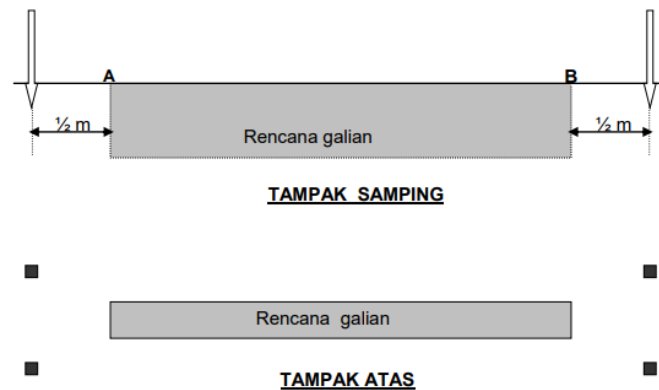 A B
½ m ½ m
Rencana galian
TAMPAK SAMPING
Rencana galian
TAMPAK ATAS